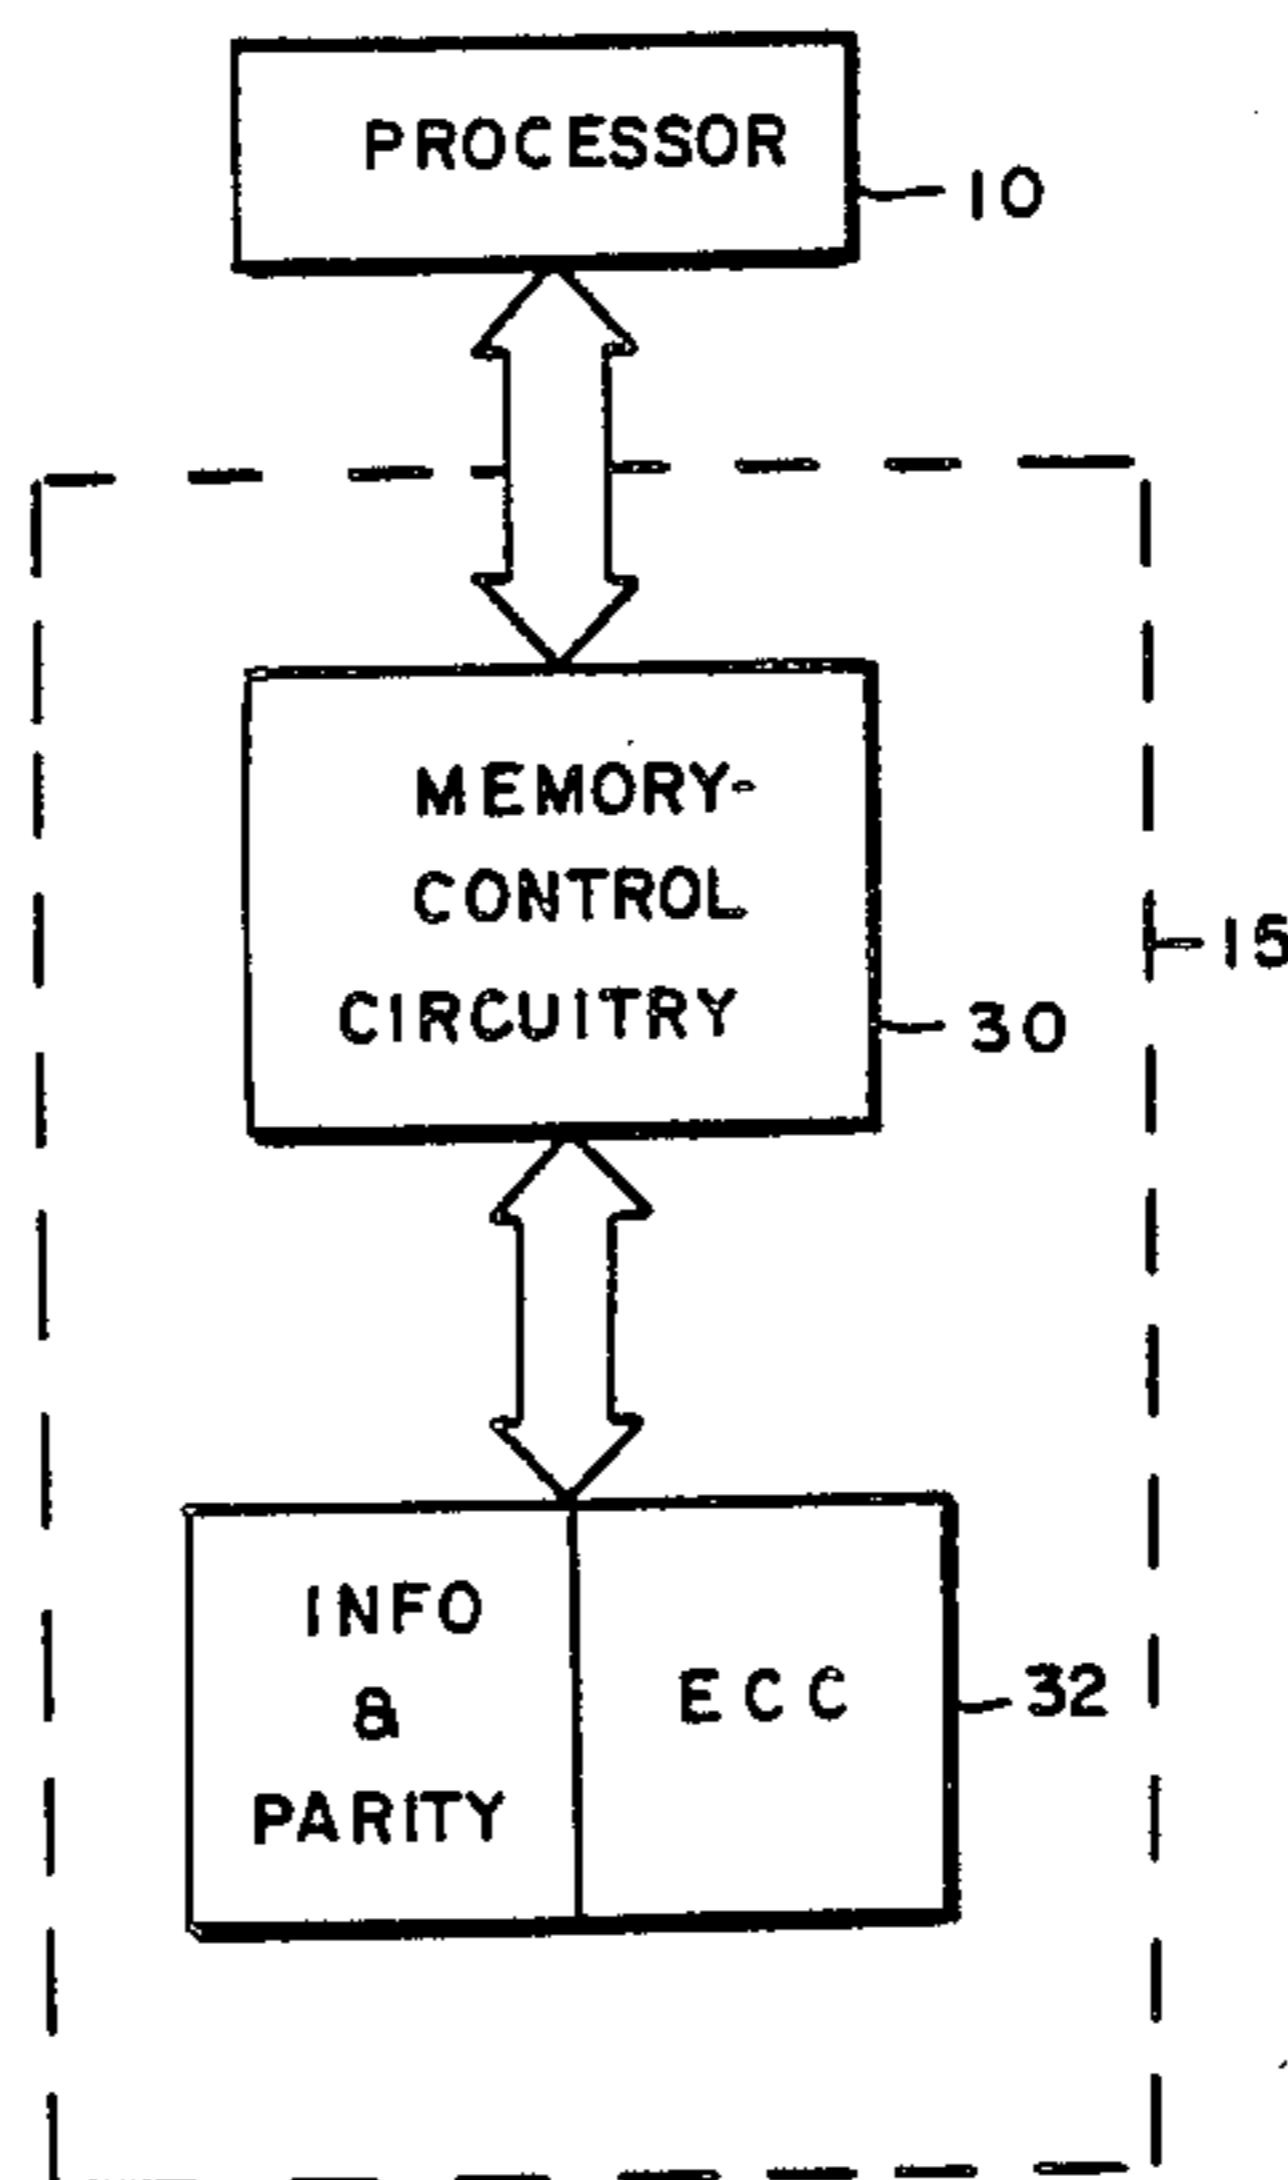 PROCESSOR
10
MEMORY-
CONTROL
CIRCUITRY
15
30
INFO
&
PARITY
ECC
32